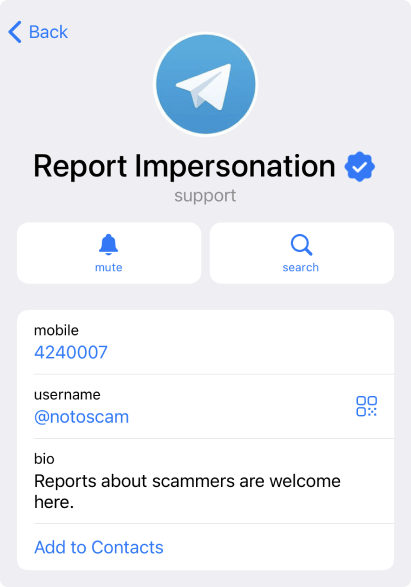 Back
Report Impersonation
support
mute
search
mobile
4240007
username
@notoscam
bio
Reports about scammers are welcome
here.
Add to Contacts